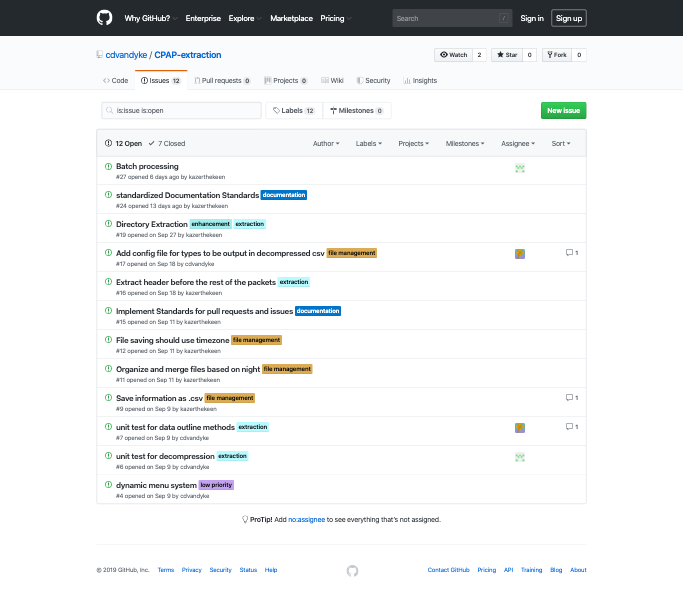 Why GitHub? Enterprise Explore Marketplace Pricing Search / Sign in Sign up
cdvandyke / CPAP-extraction Watch 2 Star 0 Fork 0
Code Issues 12 Pull requests 0 Projects 0 Wiki Security Insights
is:issue is:open Labels 12 Milestones 0 New issue
12 Open 7 Closed Author Labels Projects Milestones Assignee Sort
Batch processing
#27 opened 6 days ago by kazerthekeen
standardized Documentation Standards documentation
#24 opened 13 days ago by kazerthekeen
Directory Extraction enhancement extraction
#19 opened on Sep 27 by kazerthekeen
Add config file for types to be output in decompressed csv file management 1
#17 opened on Sep 18 by cdvandyke
Extract header before the rest of the packets extraction
#16 opened on Sep 18 by kazerthekeen
Implement Standards for pull requests and issues documentation
#15 opened on Sep 11 by kazerthekeen
File saving should use timezone file management
#12 opened on Sep 11 by kazerthekeen
Organize and merge files based on night file management
#11 opened on Sep 11 by kazerthekeen
Save information as .csv file management 1
#9 opened on Sep 9 by kazerthekeen
unit test for data outline methods extraction 1
#7 opened on Sep 9 by cdvandyke
unit test for decompression extraction
#6 opened on Sep 9 by cdvandyke
dynamic menu system low priority
#4 opened on Sep 9 by cdvandyke
ProTip! Add no:assignee to see everything that's not assigned.
© 2019 GitHub, Inc. Terms Privacy Security Status Help Contact GitHub Pricing API Training Blog About